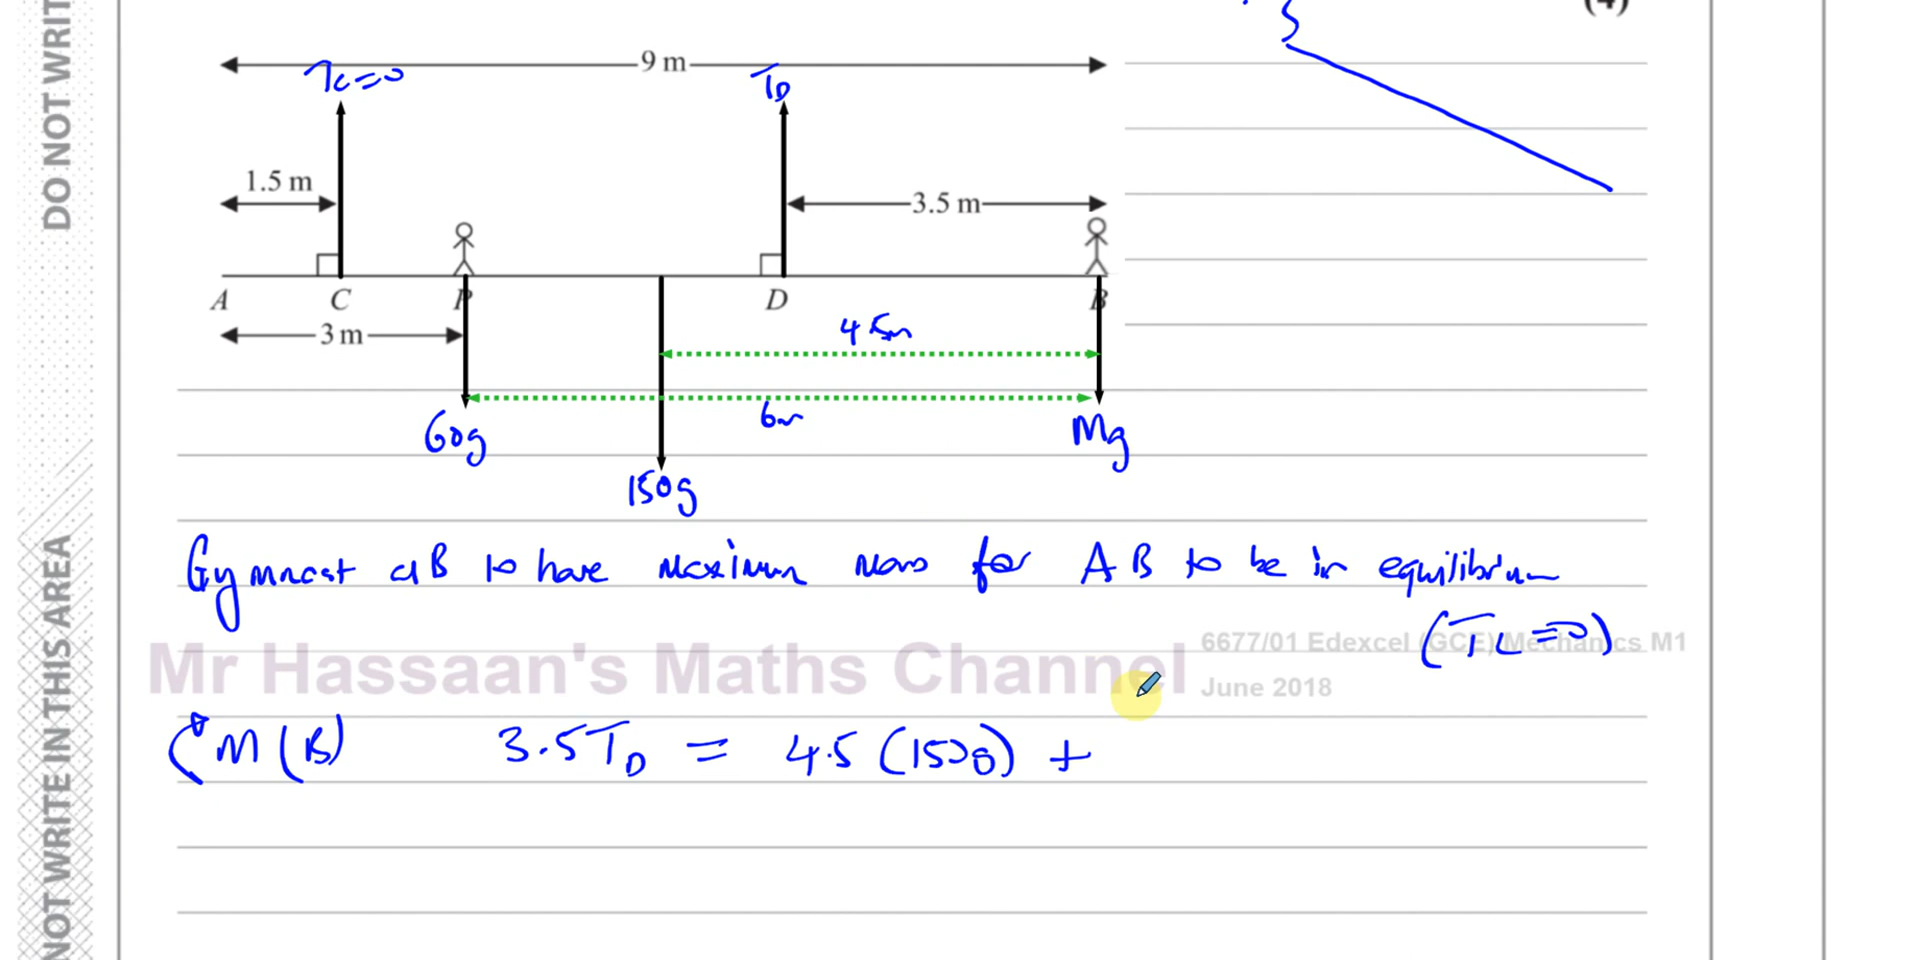 (4)
9 m
Tc=0
TD
1.5 m
3.5 m
A C P D B
3 m
4.5m
6m
60g
Mg
150g
Gymnast at B to have maximum mass for AB to be in equilibrium
(Tc=0)
Mr Hassaan's Maths Channel
6677/01 Edexcel (GCE) Mechanics M1
June 2018
M(B) 3.5TD = 4.5(150g) +
DO NOT WRIT
NOT WRITE IN THIS AREA